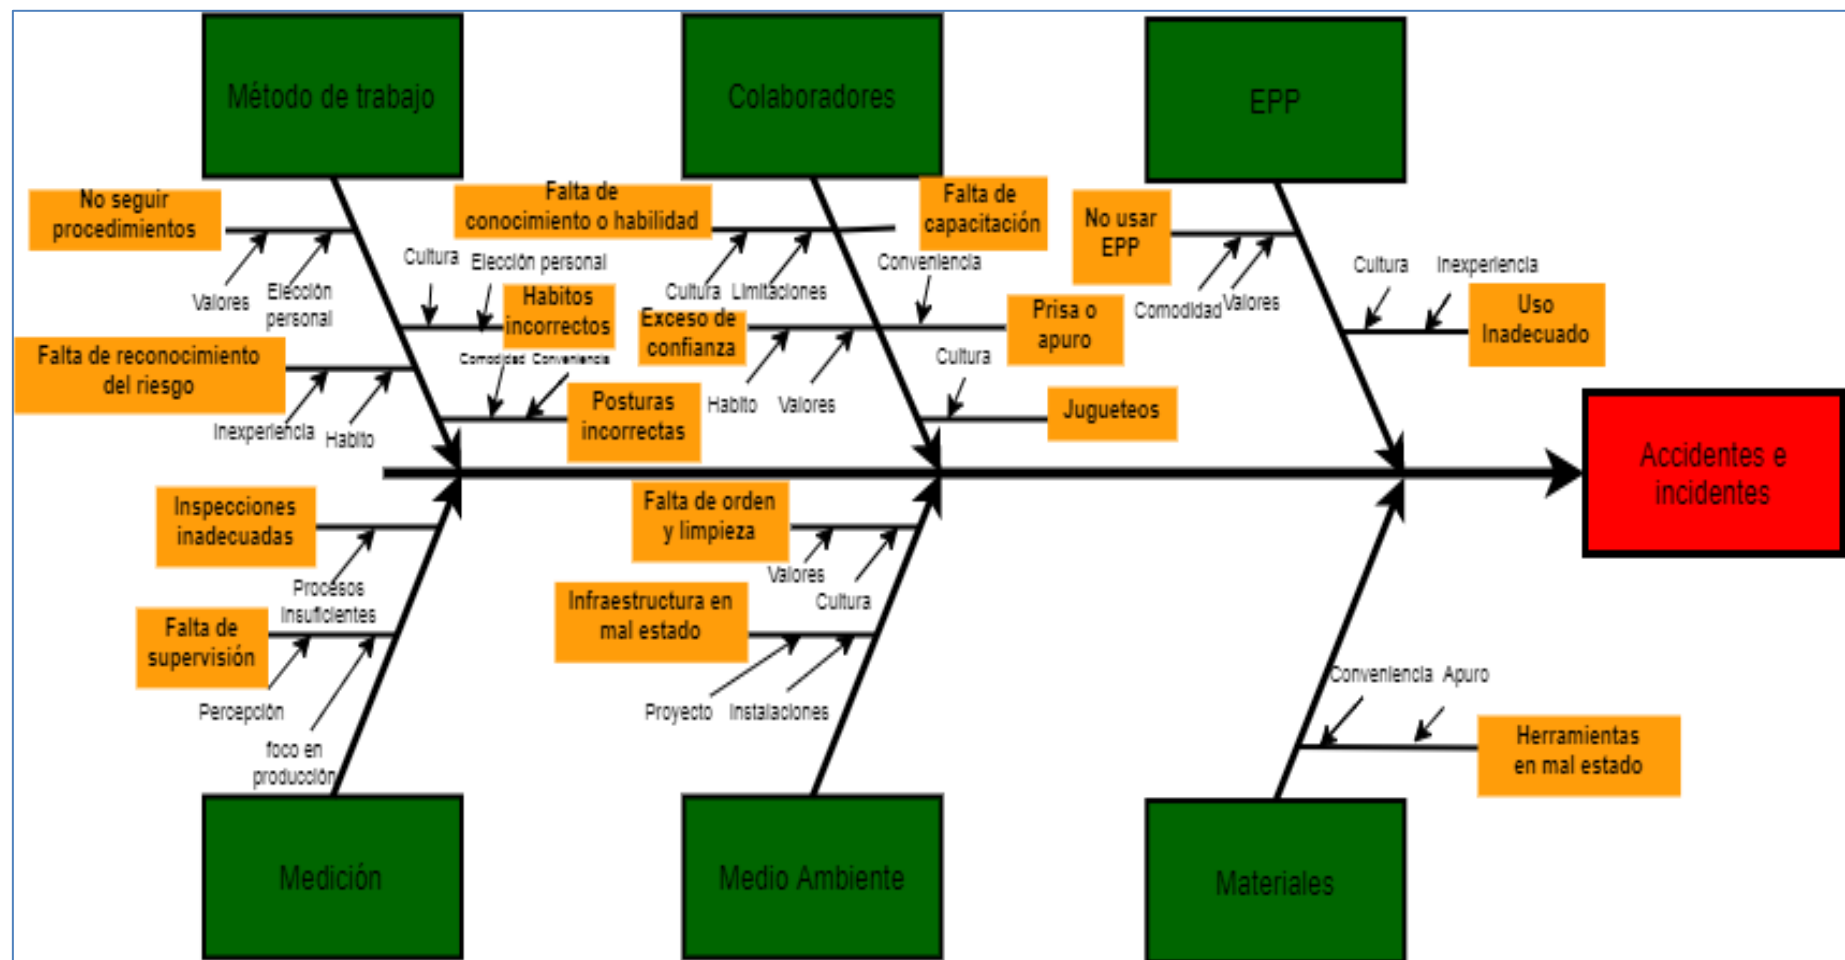 Método de trabajo
Colaboradores
EPP
No seguir
procedimientos
Valores
Elección
personal
Cultura
Elección personal
Habitos
incorrectos
Falta de reconocimiento
del riesgo
Inexperiencia
Habito
Comodidad
Conveniencia
Posturas
incorrectas
Falta de
conocimiento o habilidad
Cultura
Limitaciones
Falta de
capacitación
Conveniencia
Exceso de
confianza
Habito
Valores
Prisa o
apuro
Cultura
Jugueteos
No usar
EPP
Comodidad
Valores
Cultura
Inexperiencia
Uso
Inadecuado
Accidentes e
incidentes
Inspecciones
inadecuadas
Procesos
insuficientes
Falta de
supervisión
Percepción
foco en
producción
Falta de orden
y limpieza
Valores
Cultura
Infraestructura en
mal estado
Proyecto
Instalaciones
Conveniencia
Apuro
Herramientas
en mal estado
Medición
Medio Ambiente
Materiales